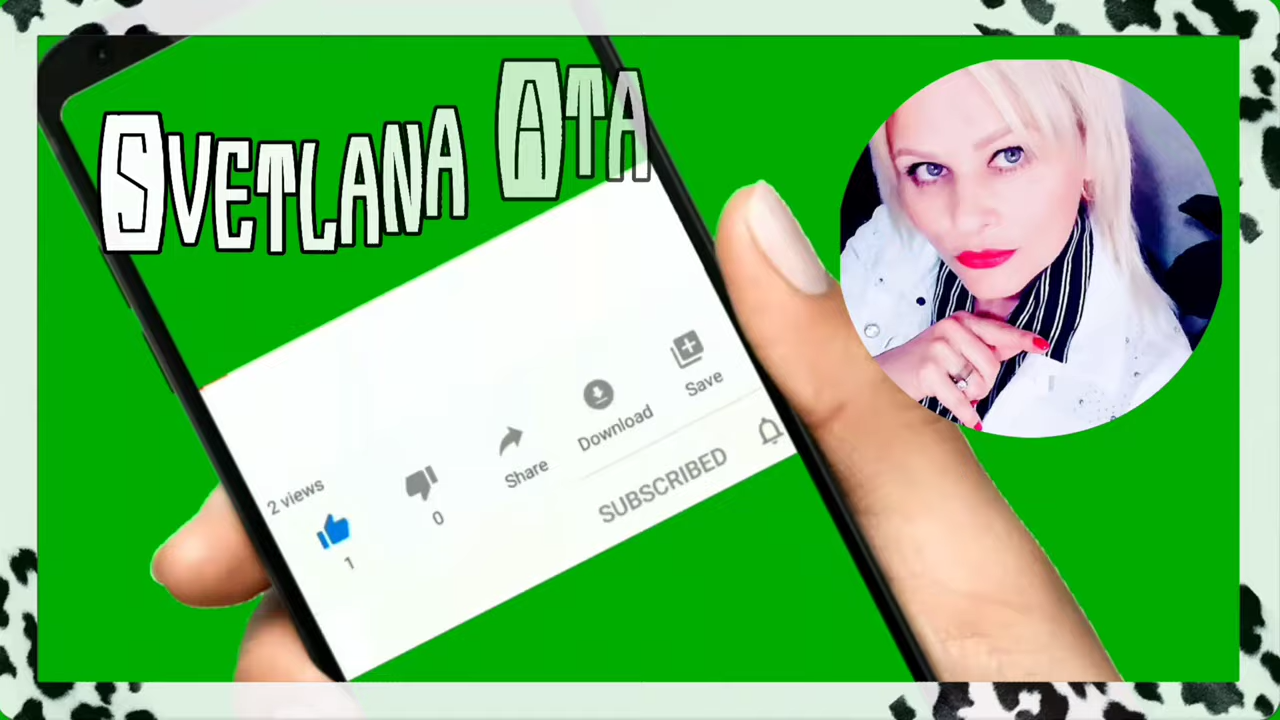 Svetlana Ata
2 views
1
0
Share
Download
Save
SUBSCRIBED